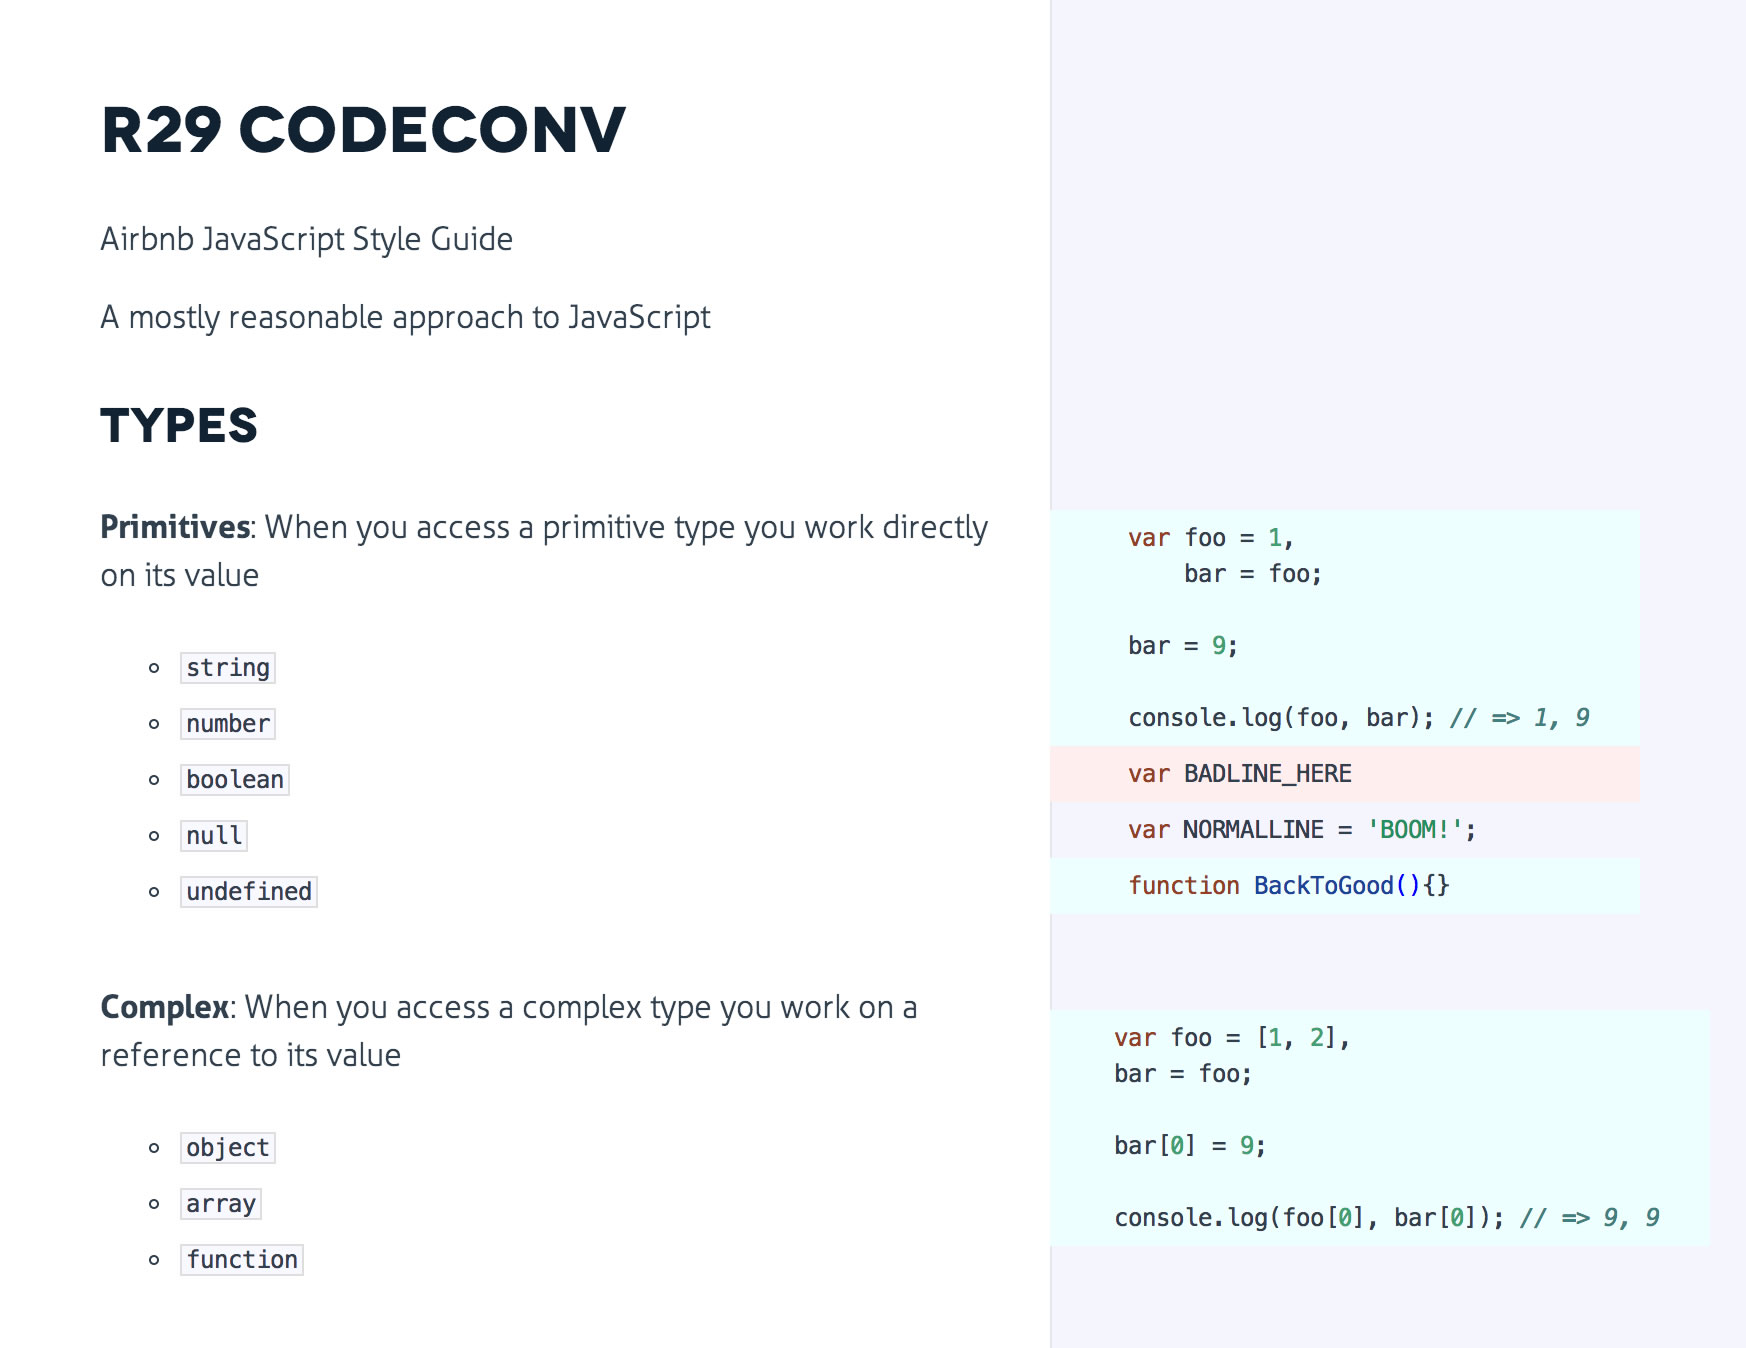 R29 CODECONV
Airbnb JavaScript Style Guide
A mostly reasonable approach to JavaScript
TYPES
Primitives: When you access a primitive type you work directly
on its value
string
number
boolean
null
undefined
var foo = 1,
    bar = foo;
bar = 9;
console.log(foo, bar); // => 1, 9
var BADLINE_HERE
var NORMALLINE = 'BOOM!';
function BackToGood(){}
Complex: When you access a complex type you work on a
reference to its value
object
array
function
var foo = [1, 2],
bar = foo;
bar[0] = 9;
console.log(foo[0], bar[0]); // => 9, 9